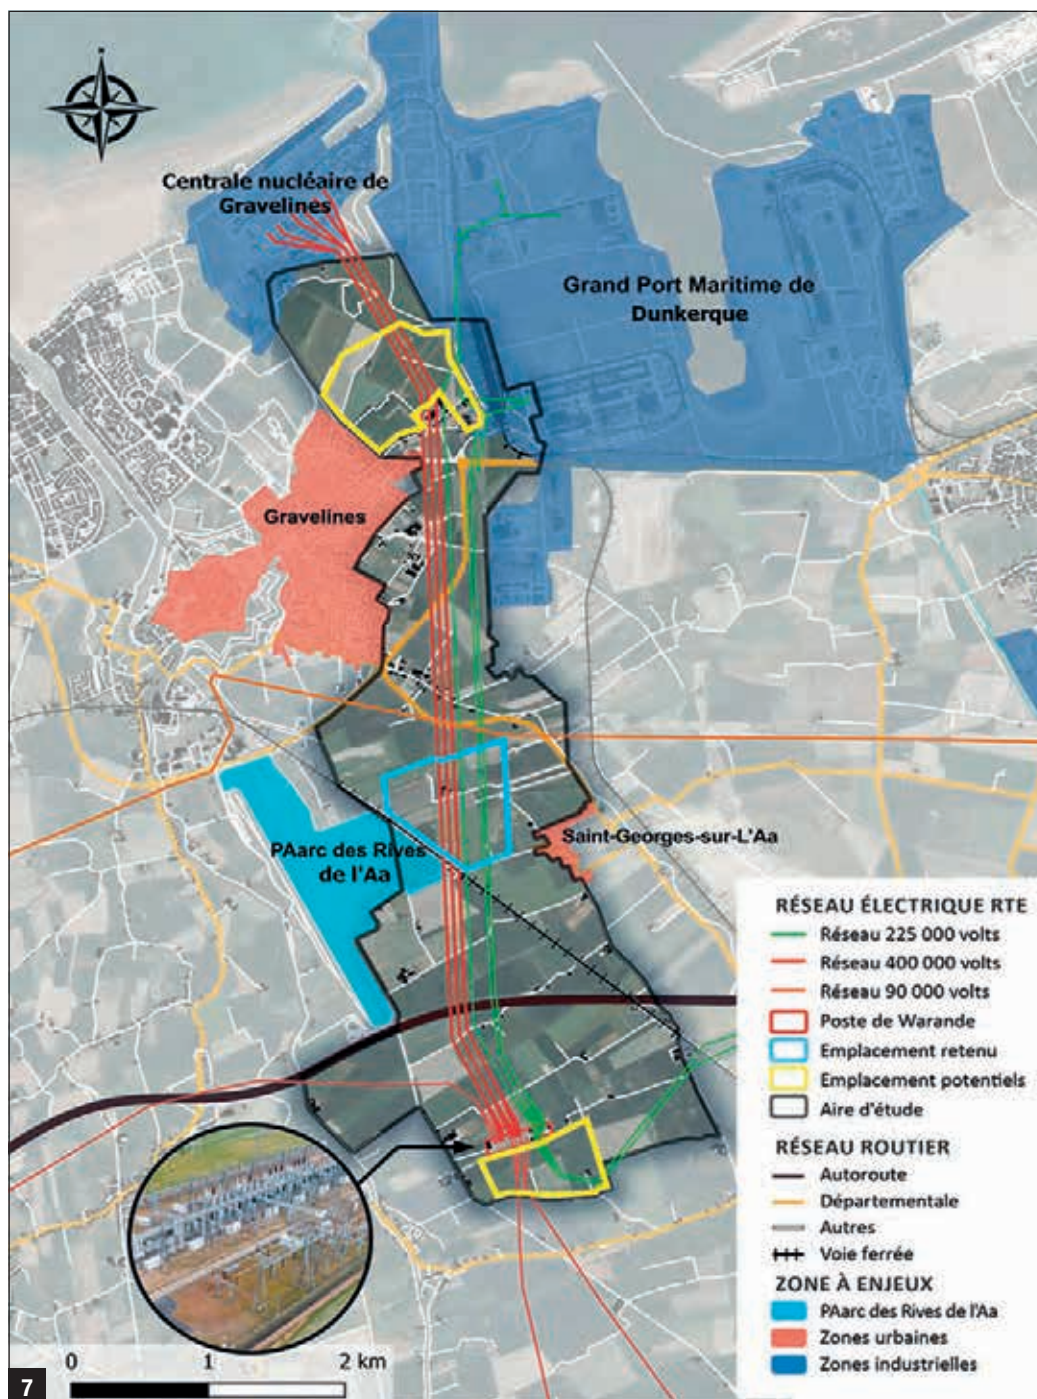 Centrale nucléaire de
Gravelines
Grand Port Maritime de
Dunkerque
Gravelines
Saint-Georges-sur-L'Aa
PAarc des Rives
de l'Aa
RÉSEAU ÉLECTRIQUE RTE
Réseau 225 000 volts
Réseau 400 000 volts
Réseau 90 000 volts
Poste de Warande
Emplacement retenu
Emplacement potentiels
Aire d'étude
RÉSEAU ROUTIER
Autoroute
Départementale
Autres
Voie ferrée
ZONE À ENJEUX
PAarc des Rives de l'Aa
Zones urbaines
Zones industrielles
0 1 2 km
7